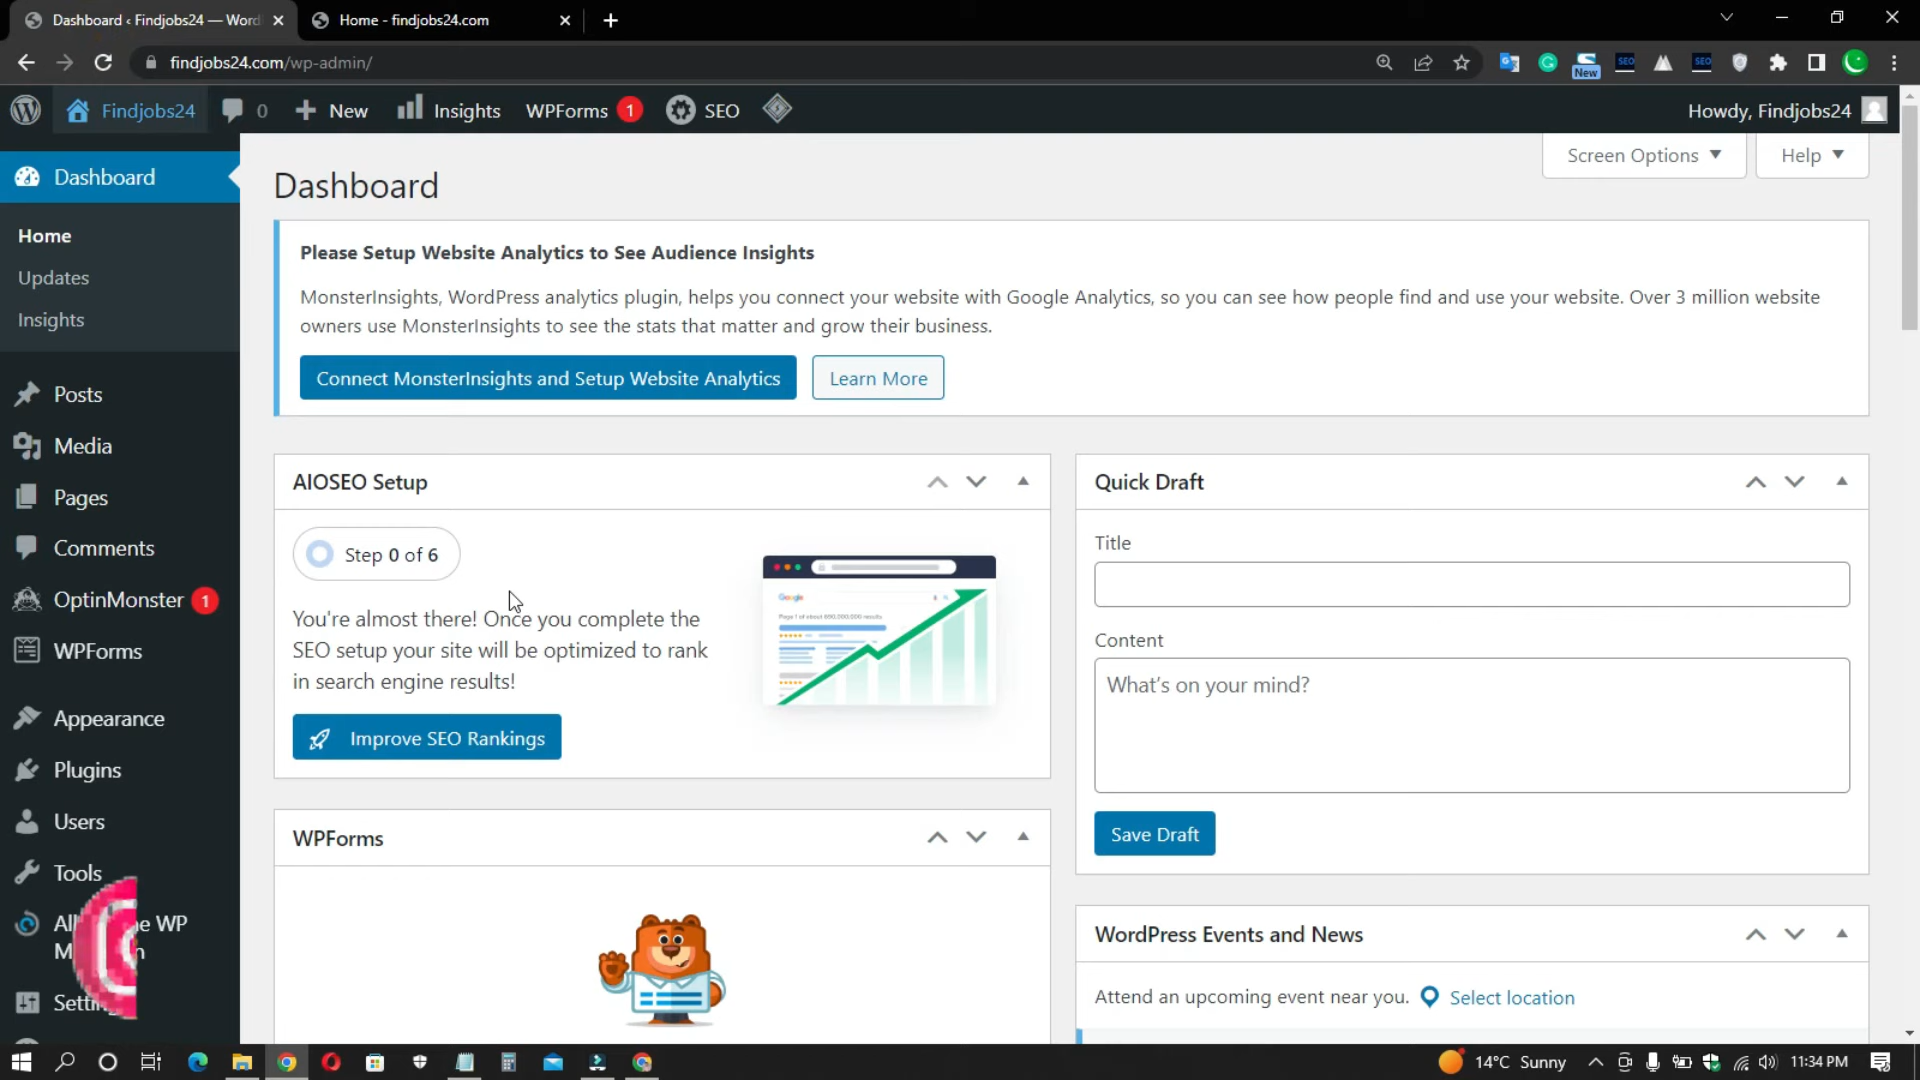 Dashboard ‹ Findjobs24 — Word
Home - findjobs24.com
findjobs24.com/wp-admin/
New
SEO
SEO
Findjobs24
0
New
Insights
WPForms 1
SEO
Howdy, Findjobs24
Screen Options
Help
Dashboard
Home
Updates
Insights
Posts
Media
Pages
Comments
OptinMonster 1
WPForms
Appearance
Plugins
Users
Tools
WP
Dashboard
Please Setup Website Analytics to See Audience Insights
MonsterInsights, WordPress analytics plugin, helps you connect your website with Google Analytics, so you can see how people find and use your website. Over 3 million website
owners use MonsterInsights to see the stats that matter and grow their business.
Connect MonsterInsights and Setup Website Analytics
Learn More
AIOSEO Setup
Step 0 of 6
You're almost there! Once you complete the
SEO setup your site will be optimized to rank
in search engine results!
Google
Improve SEO Rankings
WPForms
Quick Draft
Title
Content
What's on your mind?
Save Draft
WordPress Events and News
Attend an upcoming event near you.
Select location
14°C Sunny
11:34 PM